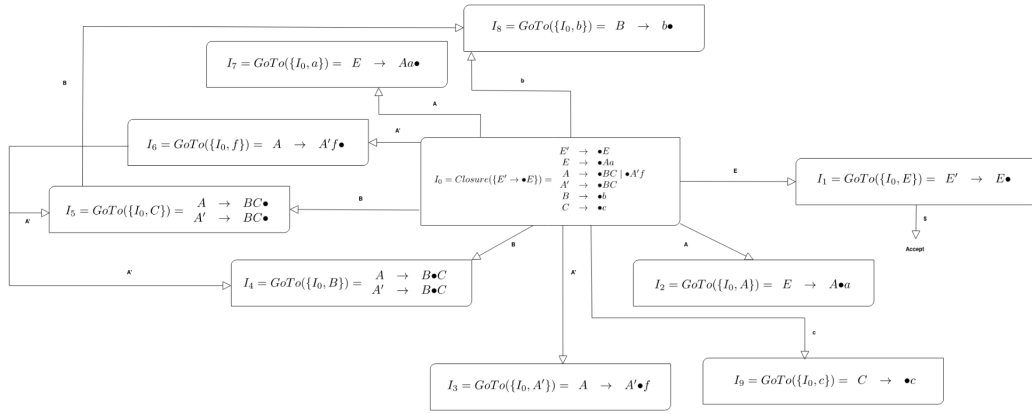 I₈ = GoTo({I₀, b}) = B → b•
I₇ = GoTo({I₀, a}) = E → Aa•
B
b
A
I₆ = GoTo({I₀, f}) = A → A′f•
A'
I₀ = Closure({E′ → •E}) =
E′ → •E
E → •Aa
A → •BC | •A′f
A′ → •BC
B → •b
C → •c
E
I₁ = GoTo({I₀, E}) = E′ → E•
I₅ = GoTo({I₀, C}) =
A → BC•
A′ → BC•
B
A'
$
Accept
B
A
A'
A'
I₄ = GoTo({I₀, B}) =
A → B•C
A′ → B•C
I₂ = GoTo({I₀, A}) = E → A•a
c
I₃ = GoTo({I₀, A′}) = A → A′•f
I₉ = GoTo({I₀, c}) = C → •c